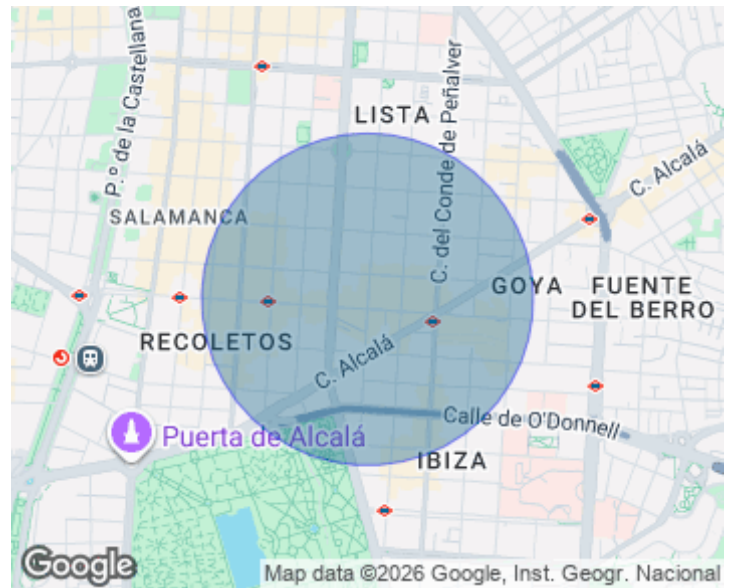 P.º de la Castellana
LISTA
C. del Conde de Peñalver
C. Alcalá
SALAMANCA
GOYA
FUENTE
DEL BERRO
RECOLETOS
C. Alcalá
Calle de O'Donnell
Puerta de Alcalá
IBIZA
Google
Map data ©2026 Google, Inst. Geogr. Nacional